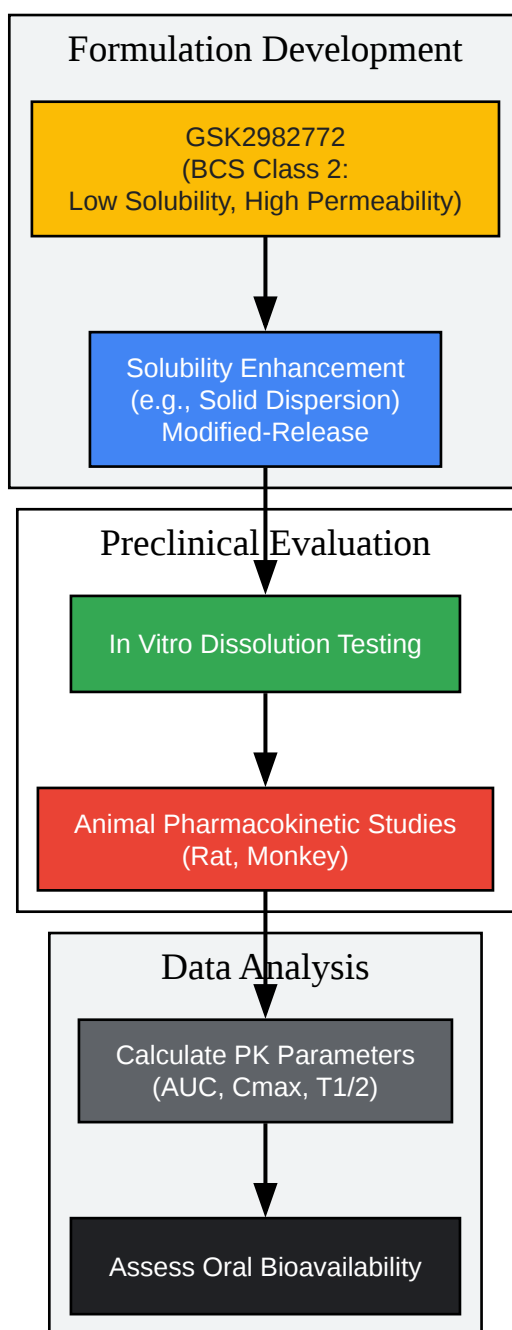 Formulation Development
GSK2982772
(BCS Class 2:
Low Solubility, High Permeability)
Solubility Enhancement
(e.g., Solid Dispersion)
Modified-Release
Preclinical Evaluation
In Vitro Dissolution Testing
Animal Pharmacokinetic Studies
(Rat, Monkey)
Data Analysis
Calculate PK Parameters
(AUC, Cmax, T1/2)
Assess Oral Bioavailability